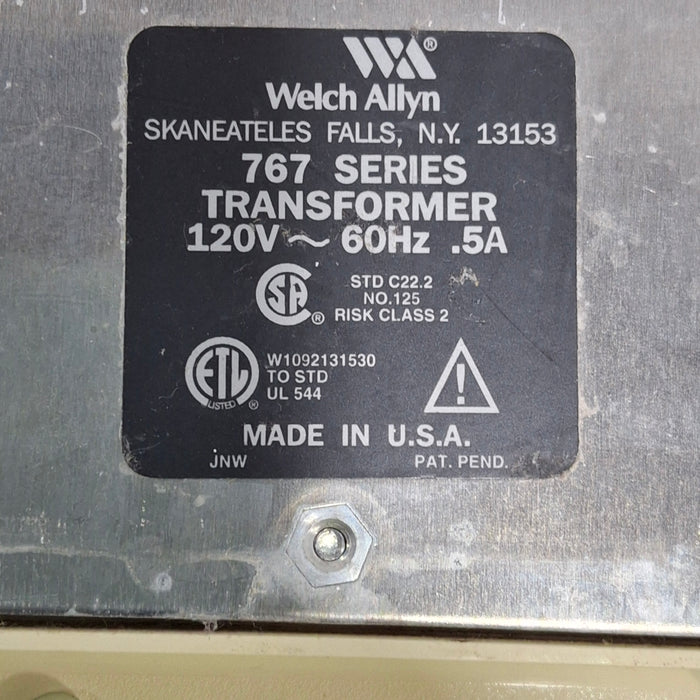 WA®
Welch Allyn
SKANEATELES FALLS, N.Y. 13153
767 SERIES
TRANSFORMER
120V ~ 60Hz .5A
CSA ®
STD C22.2
NO.125
RISK CLASS 2
ETL LISTED ®
W1092131530
TO STD
UL 544
!
MADE IN U.S.A.
JNW PAT. PEND.